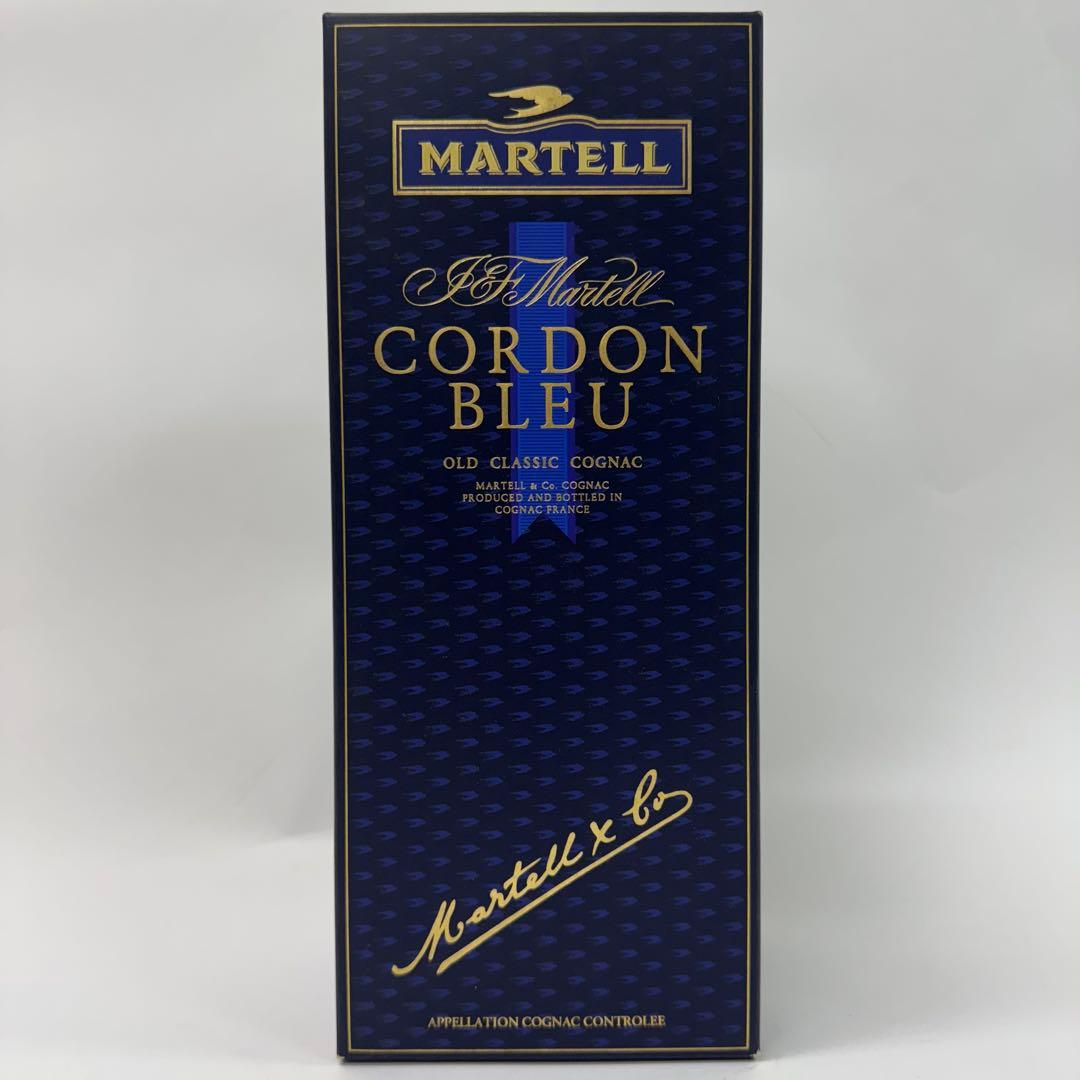 MARTELL
J&F Martell
CORDON
BLEU
OLD CLASSIC COGNAC
MARTELL & Co. COGNAC
PRODUCED AND BOTTLED IN
COGNAC FRANCE
Martell & Co
APPELLATION COGNAC CONTROLEE